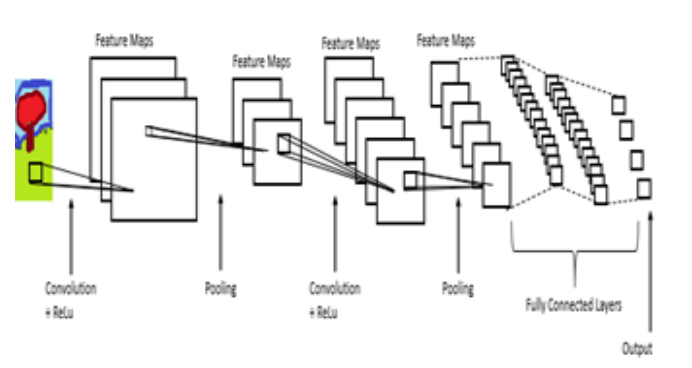 Feature Maps
Feature Maps
Feature Maps
Feature Maps
Convolution
+ ReLu
Pooling
Convolution
+ ReLu
Pooling
Fully Connected Layers
Output